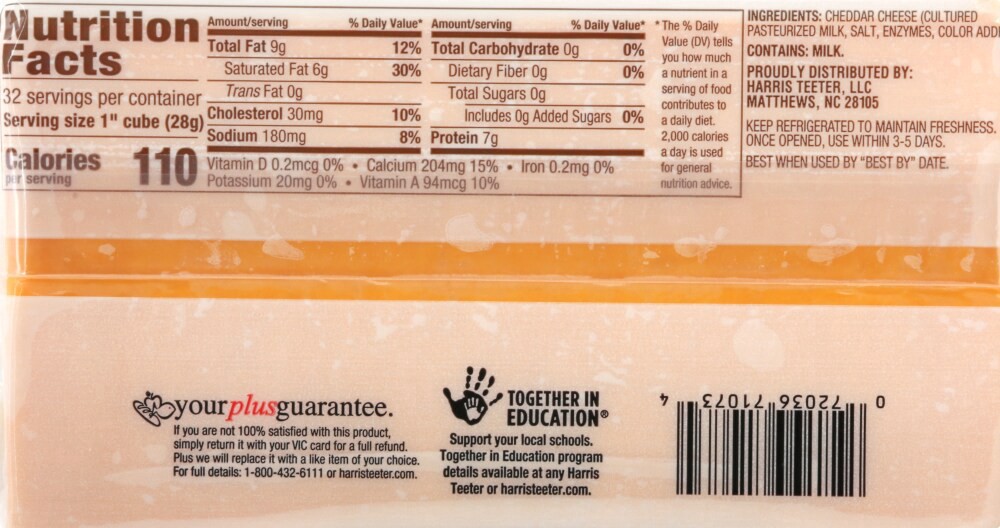 Nutrition
Facts
32 servings per container
Serving size 1" cube (28g)
Calories 110
per serving
Amount/serving % Daily Value*
Total Fat 9g 12%
Saturated Fat 6g 30%
Trans Fat 0g
Cholesterol 30mg 10%
Sodium 180mg 8%
Amount/serving % Daily Value*
Total Carbohydrate 0g 0%
Dietary Fiber 0g 0%
Total Sugars 0g
Includes 0g Added Sugars 0%
Protein 7g
Vitamin D 0.2mcg 0% • Calcium 204mg 15% • Iron 0.2mg 0%
Potassium 20mg 0% • Vitamin A 94mcg 10%
*The % Daily
Value (DV) tells
you how much
a nutrient in a
serving of food
contributes to
a daily diet.
2,000 calories
a day is used
for general
nutrition advice.
INGREDIENTS: CHEDDAR CHEESE (CULTURED
PASTEURIZED MILK, SALT, ENZYMES, COLOR ADD
CONTAINS: MILK.
PROUDLY DISTRIBUTED BY:
HARRIS TEETER, LLC
MATTHEWS, NC 28105
KEEP REFRIGERATED TO MAINTAIN FRESHNESS.
ONCE OPENED, USE WITHIN 3-5 DAYS.
BEST WHEN USED BY "BEST BY" DATE.
yourplusguarantee.
If you are not 100% satisfied with this product,
simply return it with your VIC card for a full refund.
Plus we will replace it with a like item of your choice.
For full details: 1-800-432-6111 or harristeeter.com.
TOGETHER IN
EDUCATION®
Support your local schools.
Together in Education program
details available at any Harris
Teeter or harristeeter.com.
0 72036 71073 4